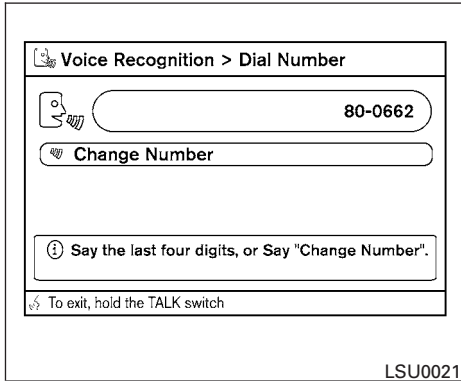 Voice Recognition > Dial Number
80-0662
Change Number
Say the last four digits, or Say "Change Number".
To exit, hold the TALK switch
LSU0021